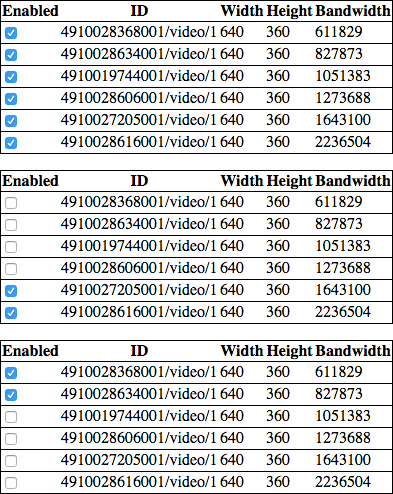 Enabled ID Width Height Bandwidth
4910028368001/video/1 640 360 611829
4910028634001/video/1 640 360 827873
4910019744001/video/1 640 360 1051383
4910028606001/video/1 640 360 1273688
4910027205001/video/1 640 360 1643100
4910028616001/video/1 640 360 2236504
Enabled ID Width Height Bandwidth
4910028368001/video/1 640 360 611829
4910028634001/video/1 640 360 827873
4910019744001/video/1 640 360 1051383
4910028606001/video/1 640 360 1273688
4910027205001/video/1 640 360 1643100
4910028616001/video/1 640 360 2236504
Enabled ID Width Height Bandwidth
4910028368001/video/1 640 360 611829
4910028634001/video/1 640 360 827873
4910019744001/video/1 640 360 1051383
4910028606001/video/1 640 360 1273688
4910027205001/video/1 640 360 1643100
4910028616001/video/1 640 360 2236504